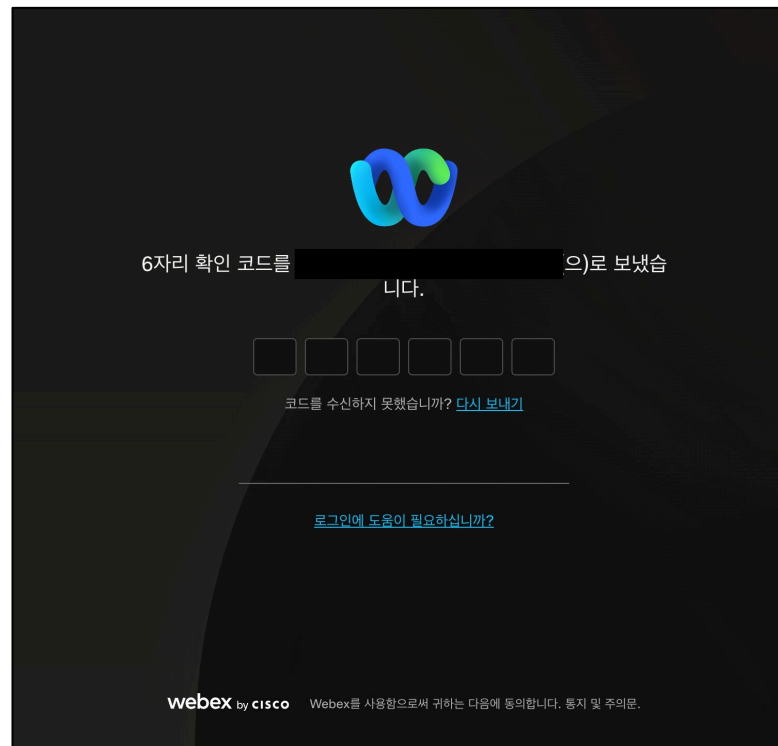 6자리 확인 코드를 (으)로 보냈습
니다.
코드를 수신하지 못했습니까? 다시 보내기
로그인에 도움이 필요하십니까?
webex by CISCO Webex를 사용함으로써 귀하는 다음에 동의합니다. 통지 및 주의문.